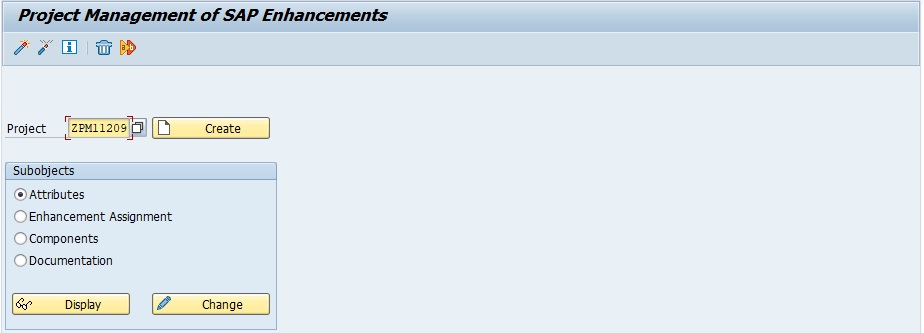 Project Management of SAP Enhancements
Project ZPM11209 Create
Subobjects
Attributes
Enhancement Assignment
Components
Documentation
Display Change